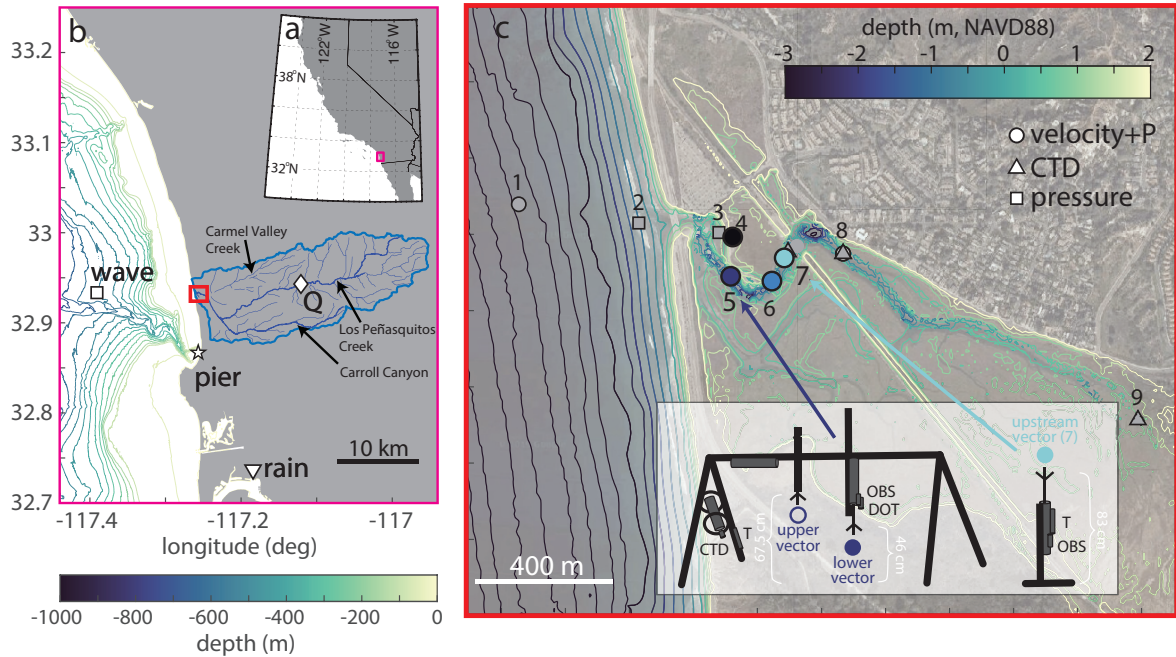 b
33.2
33.1
33
32.9
32.8
32.7
-117.4
-117.2
-117
longitude (deg)
a
122°W
116°W
38°N
32°N
Carmel Valley
Creek
wave
Q
Los Peñasquitos
Creek
Carroll Canyon
pier
10 km
rain
-1000
-800
-600
-400
-200
0
depth (m)
c
depth (m, NAVD88)
-3
-2
-1
0
1
2
velocity+P
CTD
pressure
1
2
3
4
5
6
7
8
9
400 m
CTD
T
67.5 cm
upper
vector
OBS
DOT
lower
vector
46 cm
upstream
vector (7)
T
OBS
83 cm